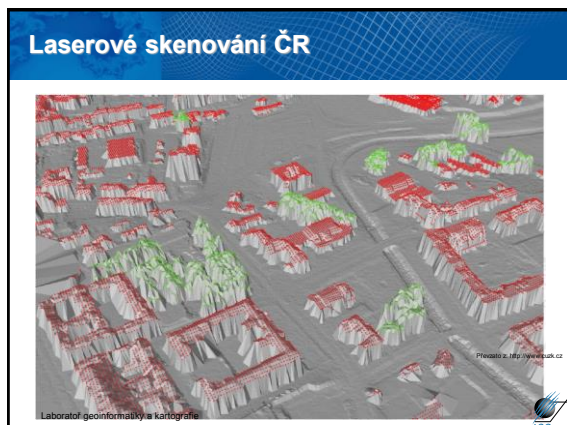 Laserové skenování ČR
Převzato z: http://www.cuzk.cz
Laboratoř geoinformatiky a kartografie